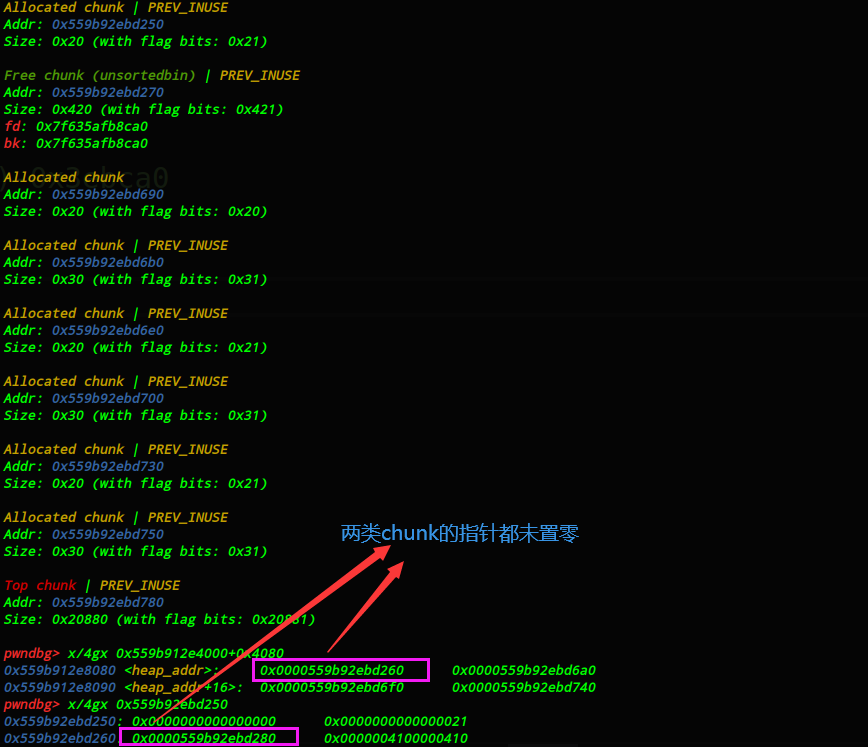 Allocated chunk | PREV_INUSE
Addr: 0x559b92ebd250
Size: 0x20 (with flag bits: 0x21)
Free chunk (unsortedbin) | PREV_INUSE
Addr: 0x559b92ebd270
Size: 0x420 (with flag bits: 0x421)
fd: 0x7f635afb8ca0
bk: 0x7f635afb8ca0
Allocated chunk
Addr: 0x559b92ebd690
Size: 0x20 (with flag bits: 0x20)
Allocated chunk | PREV_INUSE
Addr: 0x559b92ebd6b0
Size: 0x30 (with flag bits: 0x31)
Allocated chunk | PREV_INUSE
Addr: 0x559b92ebd6e0
Size: 0x20 (with flag bits: 0x21)
Allocated chunk | PREV_INUSE
Addr: 0x559b92ebd700
Size: 0x30 (with flag bits: 0x31)
Allocated chunk | PREV_INUSE
Addr: 0x559b92ebd730
Size: 0x20 (with flag bits: 0x21)
Allocated chunk | PREV_INUSE
Addr: 0x559b92ebd750
Size: 0x30 (with flag bits: 0x31)
两类chunk的指针都未置零
Top chunk | PREV_INUSE
Addr: 0x559b92ebd780
Size: 0x20880 (with flag bits: 0x20881)
pwndbg> x/4gx 0x559b912e4000+0x4080
0x559b912e8080 <heap_addr>: 0x0000559b92ebd260 0x0000559b92ebd6a0
0x559b912e8090 <heap_addr+16>: 0x0000559b92ebd6f0 0x0000559b92ebd740
pwndbg> x/4gx 0x559b92ebd250
0x559b92ebd250: 0x0000000000000000 0x0000000000000021
0x559b92ebd260: 0x0000559b92ebd280 0x0000004100000410